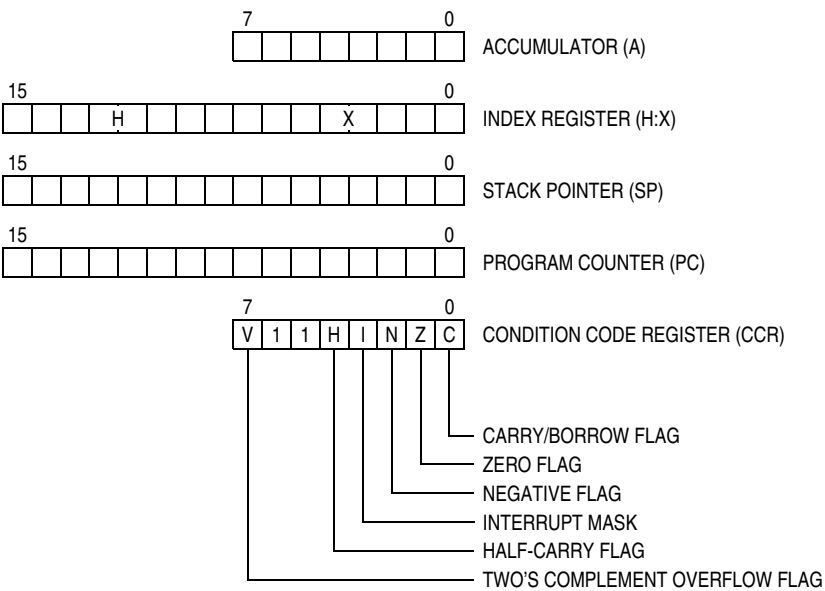 7 0
ACCUMULATOR (A)
15 0
H X INDEX REGISTER (H:X)
15 0
STACK POINTER (SP)
15 0
PROGRAM COUNTER (PC)
7 0
V 1 1 H I N Z C CONDITION CODE REGISTER (CCR)
CARRY/BORROW FLAG
ZERO FLAG
NEGATIVE FLAG
INTERRUPT MASK
HALF-CARRY FLAG
TWO'S COMPLEMENT OVERFLOW FLAG